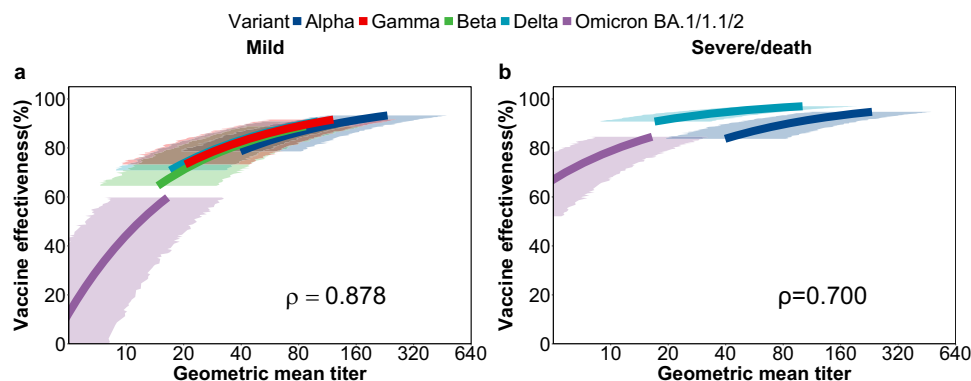 Variant Alpha Gamma Beta Delta Omicron BA.1/1.1/2
Mild
Severe/death
a
b
Vaccine effectiveness(%)
100
80
60
40
20
0
ρ = 0.878
10 20 40 80 160 320 640
Geometric mean titer
Vaccine effectiveness(%)
100
80
60
40
20
0
ρ=0.700
10 20 40 80 160 320 640
Geometric mean titer